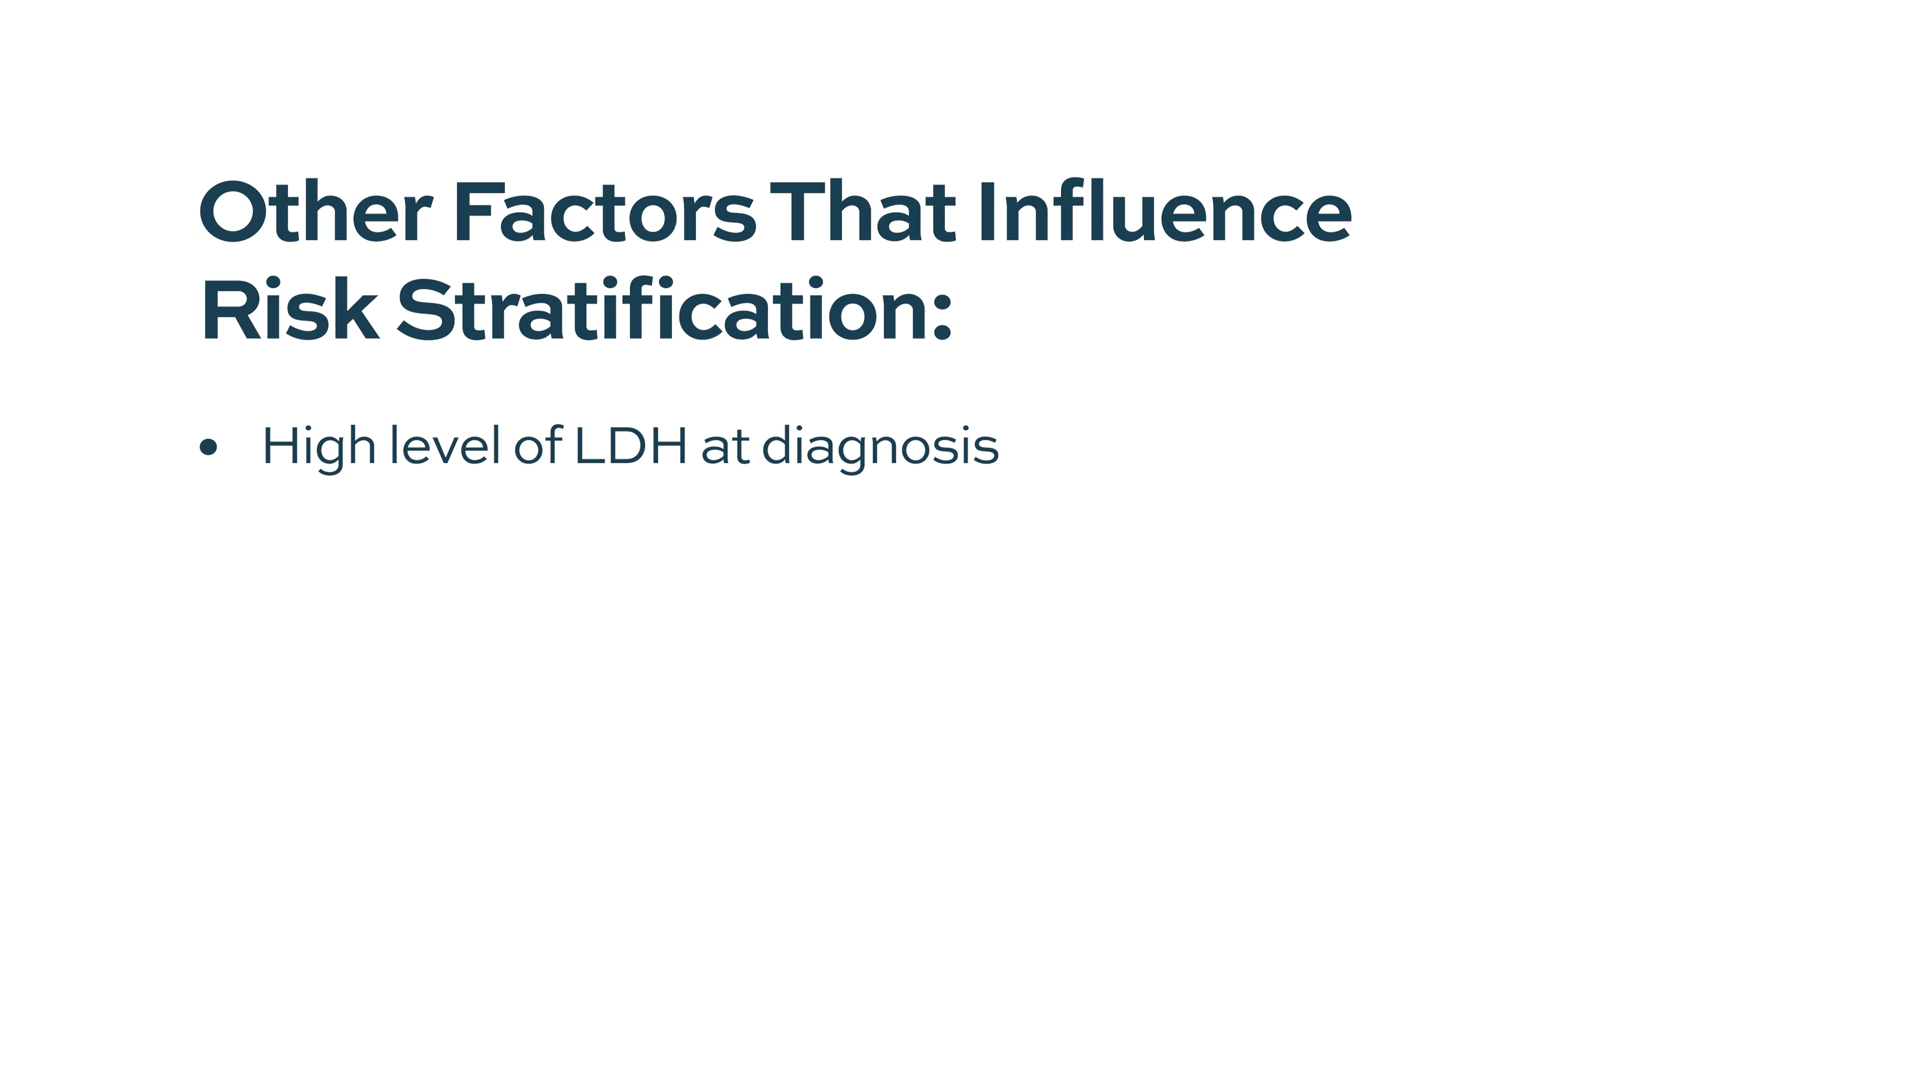 Other Factors That Influence
Risk Stratification:
• High level of LDH at diagnosis